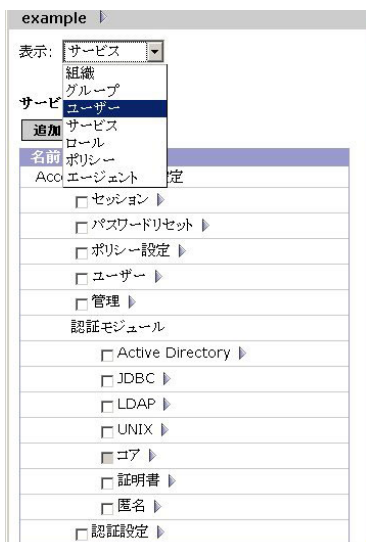 example
表示: サービス
組織
グループ
サービ ユーザー
サービス
追加
ロール
名前 ポリシー
Acc エージェント 定
セッション
パスワードリセット
ポリシー設定
ユーザー
管理
認証モジュール
Active Directory
JDBC
LDAP
UNIX
コア
証明書
匿名
認証設定